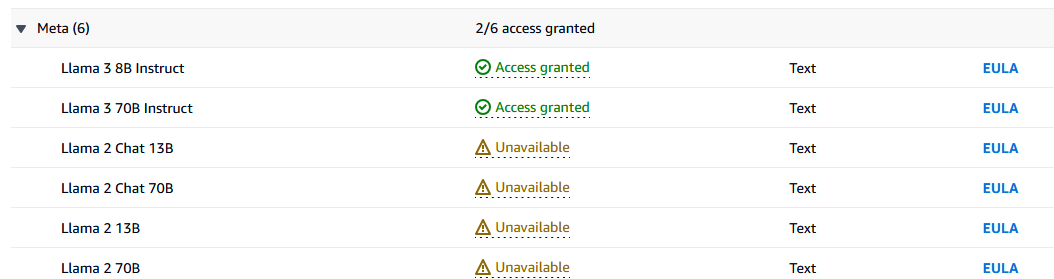 Meta (6) 2/6 access granted
Llama 3 8B Instruct Access granted Text EULA
Llama 3 70B Instruct Access granted Text EULA
Llama 2 Chat 13B Unavailable Text EULA
Llama 2 Chat 70B Unavailable Text EULA
Llama 2 13B Unavailable Text EULA
Llama 2 70B Unavailable Text EULA